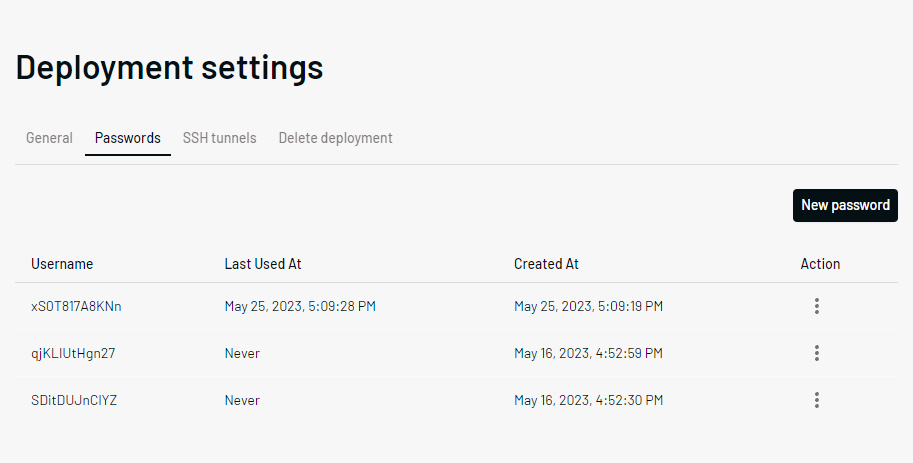 Deployment settings
General Passwords SSH tunnels Delete deployment
New password
Username Last Used At Created At Action
xS0T817A8KNn May 25, 2023, 5:09:28 PM May 25, 2023, 5:09:19 PM
qjKLIUtHgn27 Never May 16, 2023, 4:52:59 PM
SDitDUJnClYZ Never May 16, 2023, 4:52:30 PM